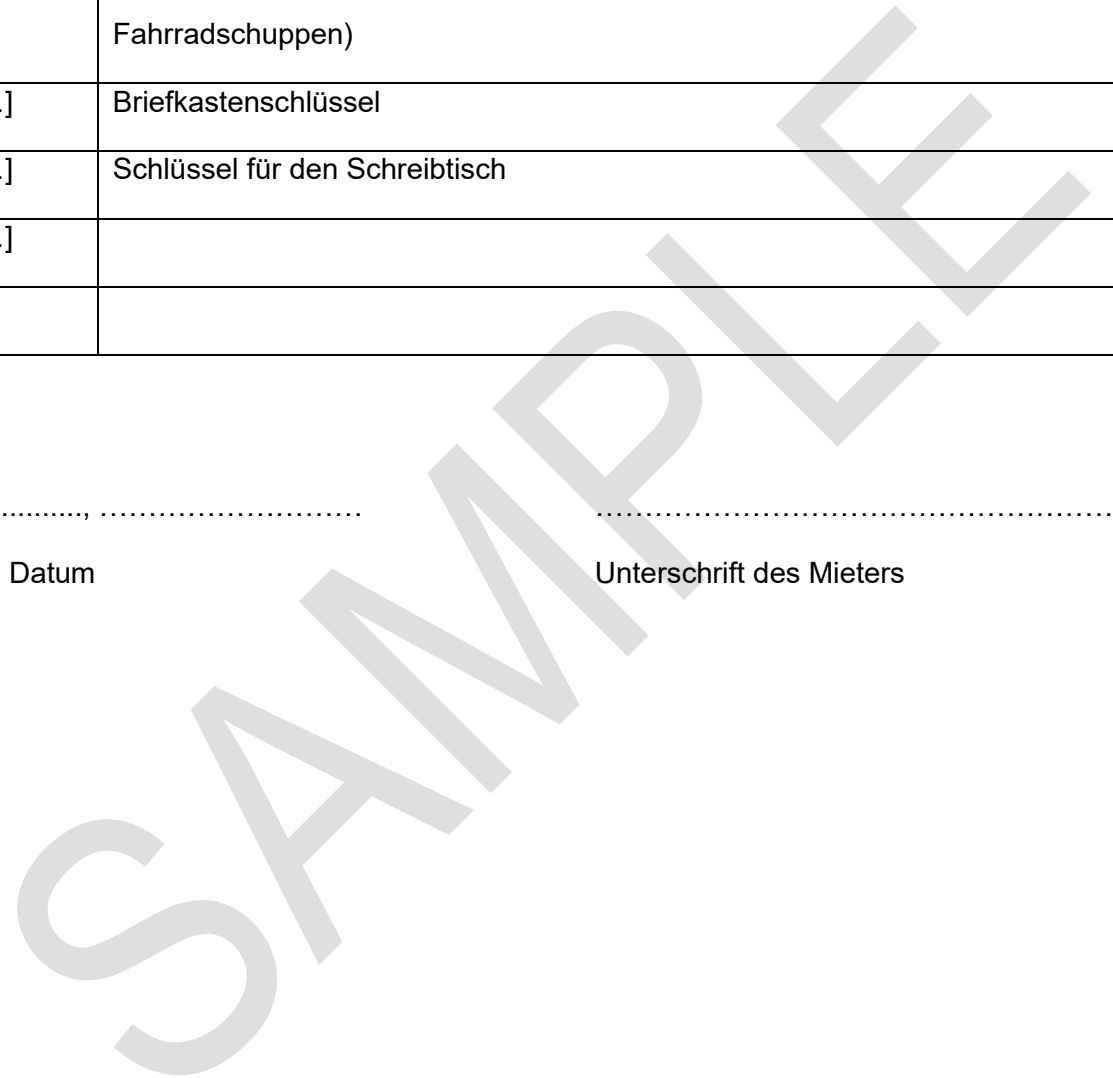 Fahrradschuppen)
.] Briefkastenschlüssel
.] Schlüssel für den Schreibtisch
.]
.........., ……………………… ………………………………………………
Datum Unterschrift des Mieters
SAMPLE